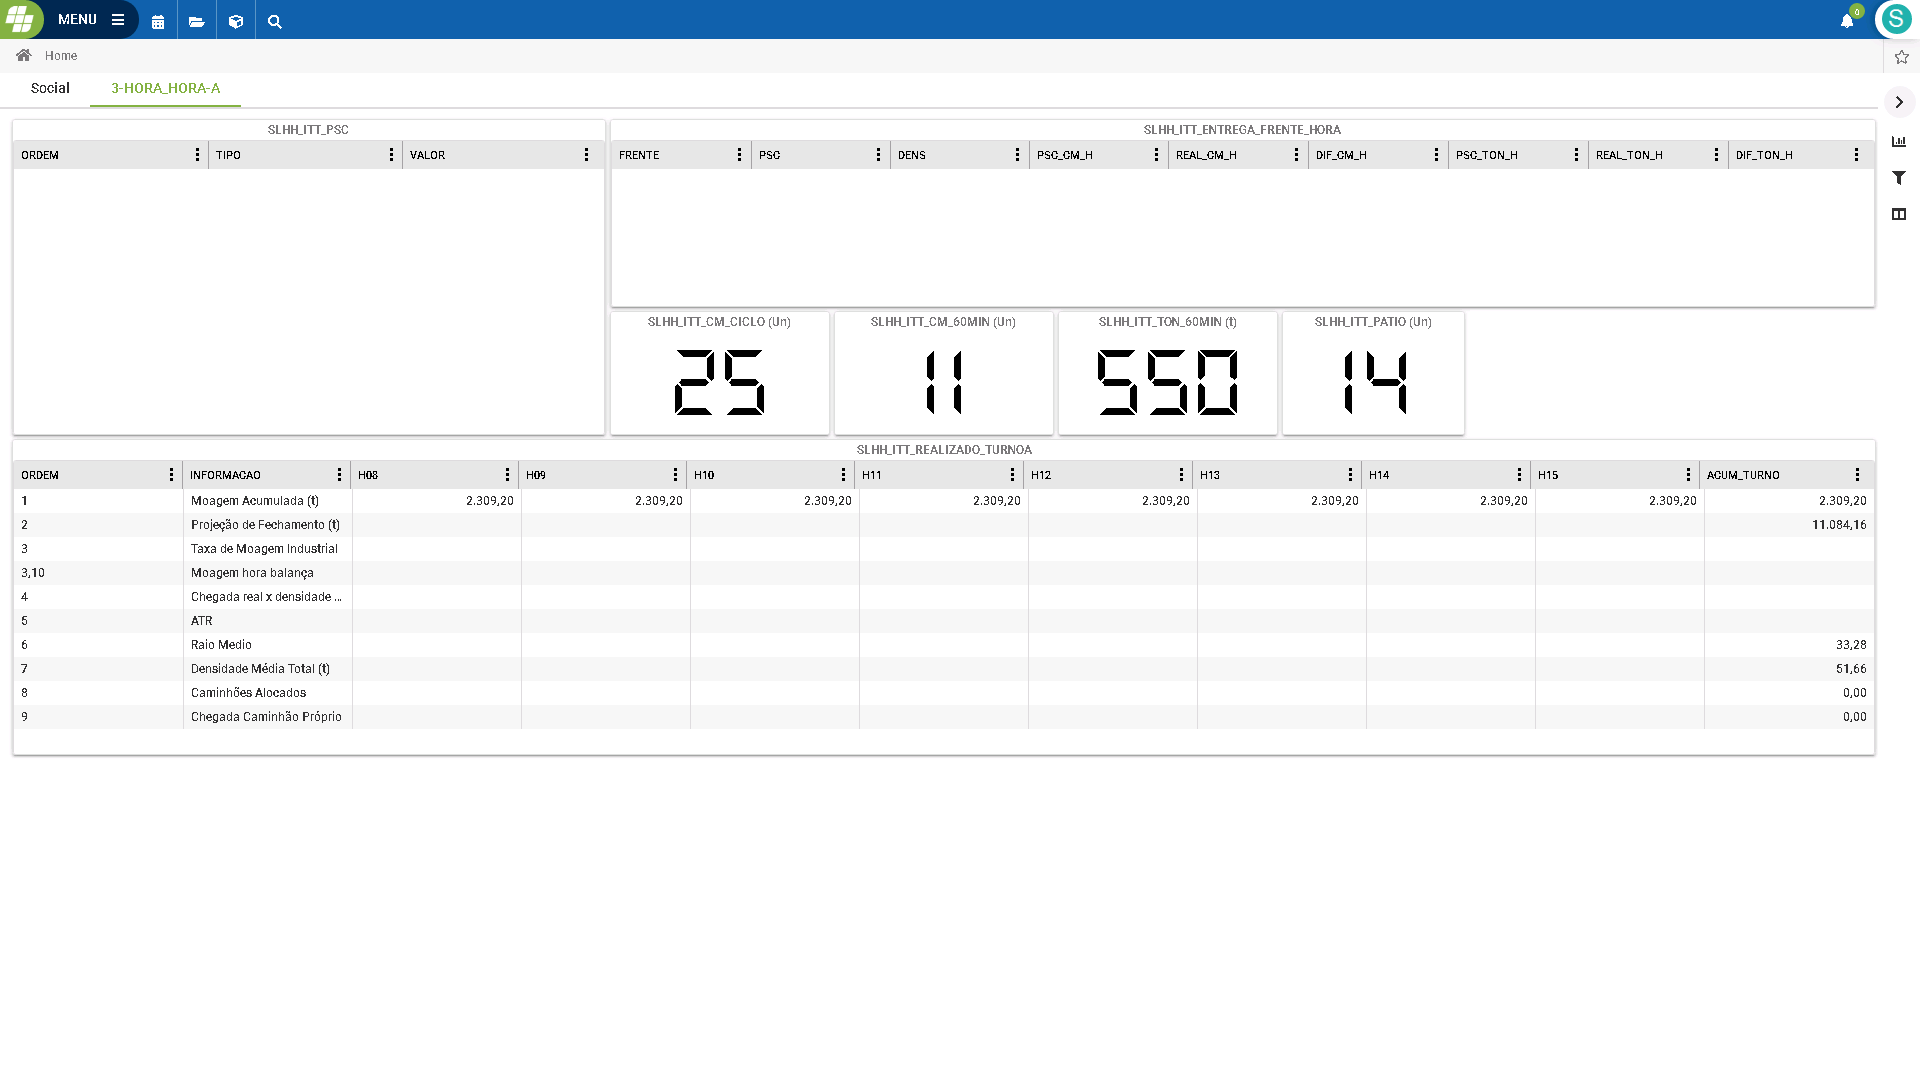 MENU
0
S
Home
Social 3-HORA_HORA-A
SLHH_ITT_PSC
ORDEM TIPO VALOR
SLHH_ITT_ENTREGA_FRENTE_HORA
FRENTE PSC DENS PSC_CM_H REAL_CM_H DIF_CM_H PSC_TON_H REAL_TON_H DIF_TON_H
SLHH_ITT_CM_CICLO (Un)
25
SLHH_ITT_CM_60MIN (Un)
11
SLHH_ITT_TON_60MIN (t)
550
SLHH_ITT_PATIO (Un)
14
SLHH_ITT_REALIZADO_TURNOA
ORDEM INFORMACAO H08 H09 H10 H11 H12 H13 H14 H15 ACUM_TURNO
1 Moagem Acumulada (t) 2.309,20 2.309,20 2.309,20 2.309,20 2.309,20 2.309,20 2.309,20 2.309,20 2.309,20
2 Projeção de Fechamento (t) 11.084,16
3 Taxa de Moagem Industrial
3,10 Moagem hora balança
4 Chegada real x densidade ...
5 ATR
6 Raio Medio 33,28
7 Densidade Média Total (t) 51,66
8 Caminhões Alocados 0,00
9 Chegada Caminhão Próprio 0,00